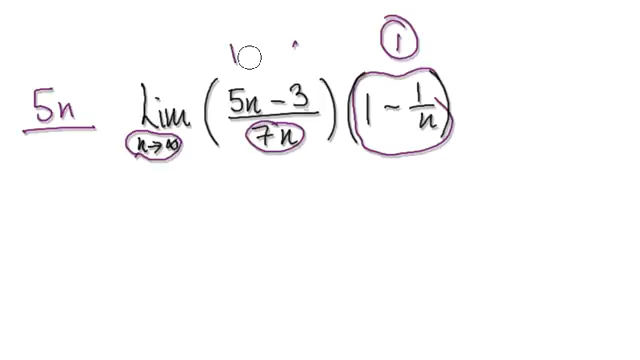 1
5n Lim n→∞ ( (5n - 3) / 7n ) ( 1 - 1/n )